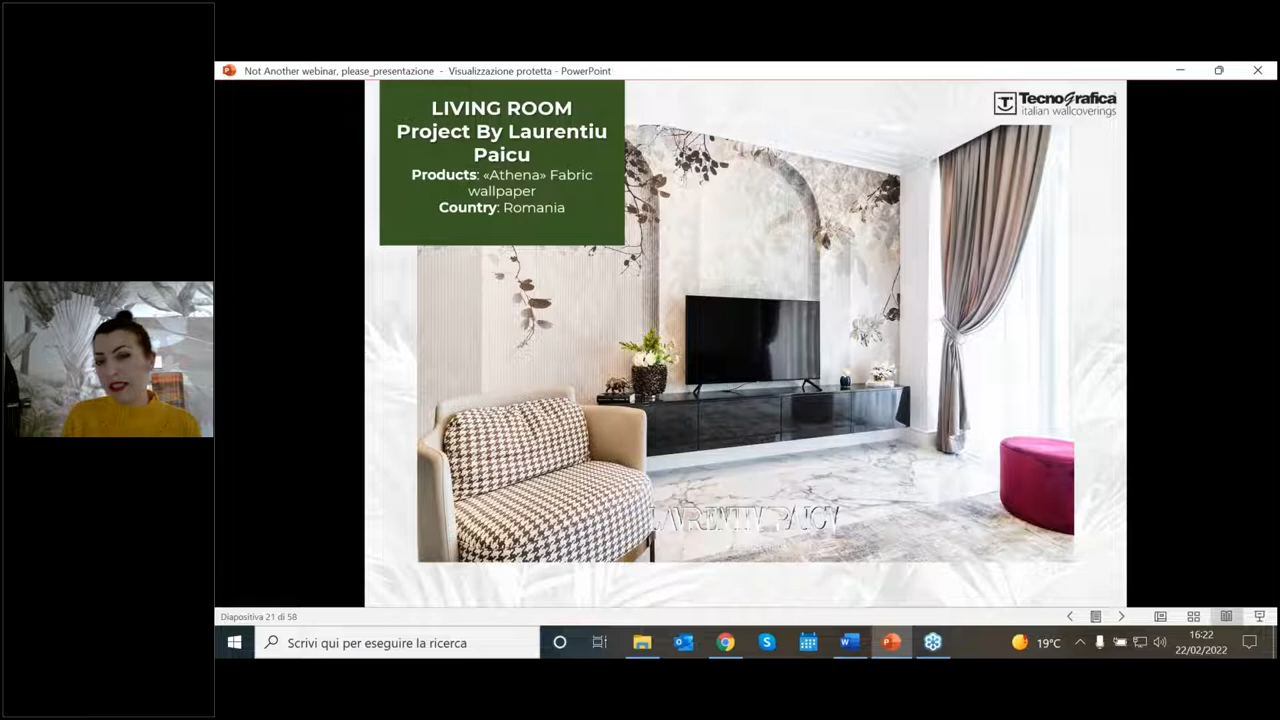 Not Another webinar, please_presentazione - Visualizzazione protetta - PowerPoint
LIVING ROOM
Project By Laurentiu
Paicu
Products: «Athena» Fabric
wallpaper
Country: Romania
TecnoGrafica
italian wallcoverings
LAURENTIU PAICU
Diapositiva 21 di 58
Scrivi qui per eseguire la ricerca
19°C
16:22
22/02/2022